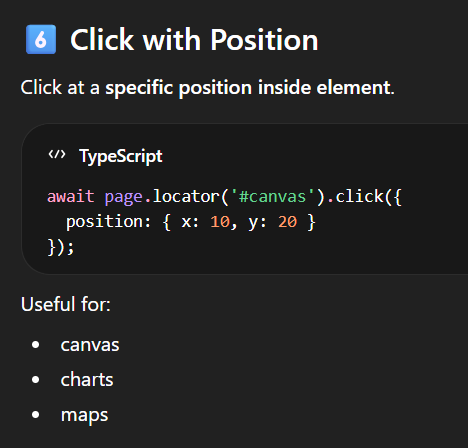 6️⃣ Click with Position
Click at a specific position inside element.
</> TypeScript
await page.locator('#canvas').click({
  position: { x: 10, y: 20 }
});
Useful for:
• canvas
• charts
• maps